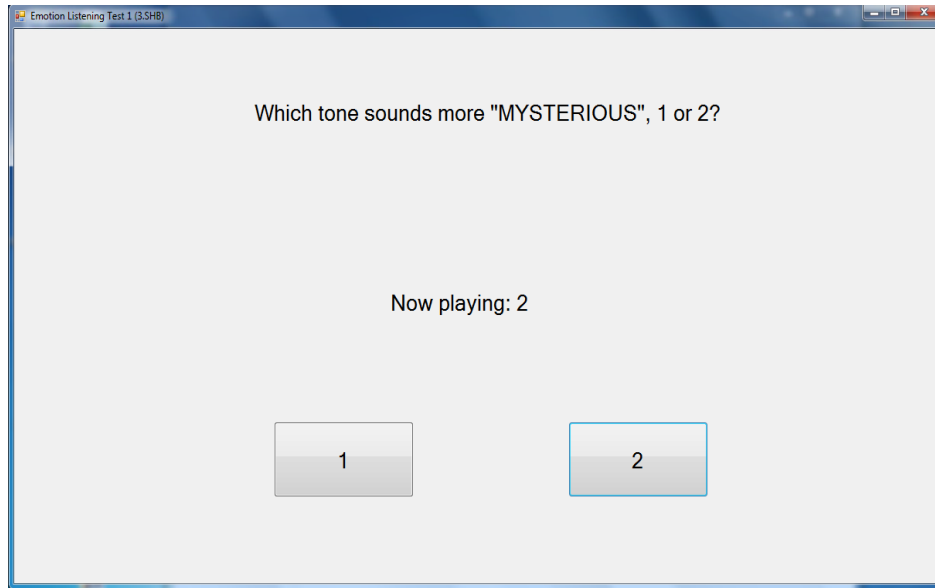 Emotion Listening Test 1 (3.SHB)
Which tone sounds more "MYSTERIOUS", 1 or 2?
Now playing: 2
1
2